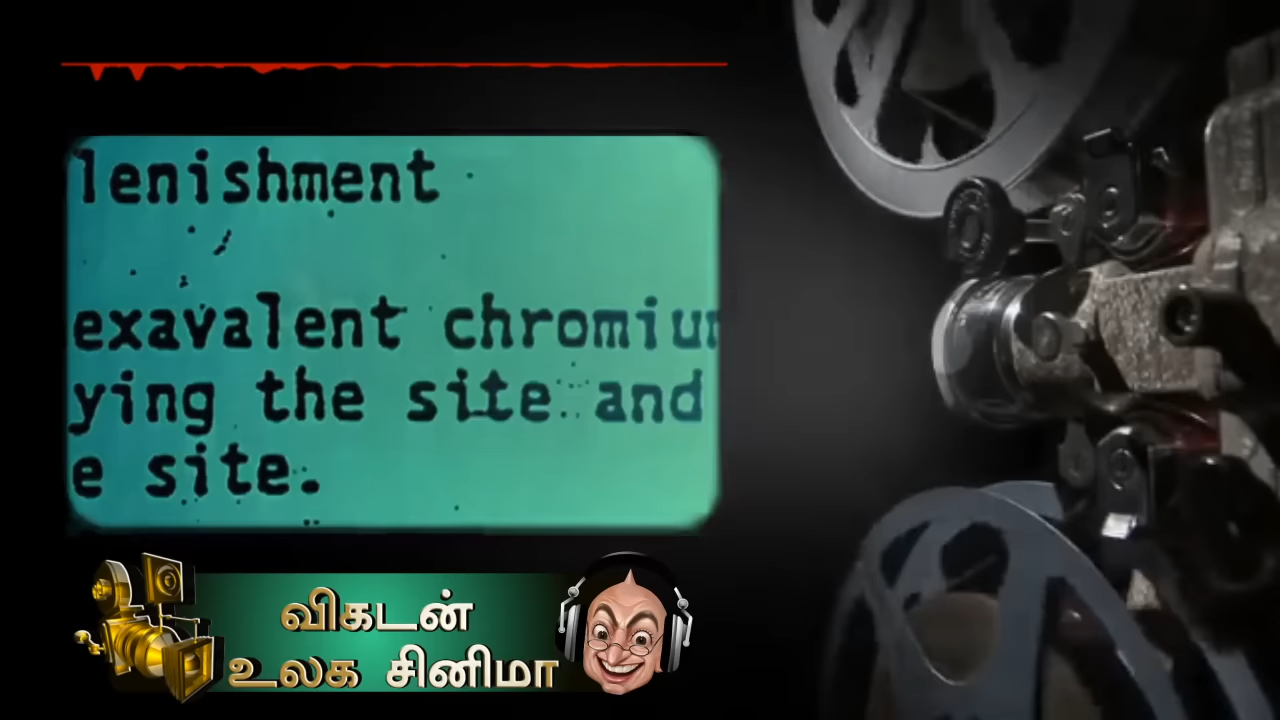 lenishment
exavalent chromiu
ying the site and
e site.
விகடன்
உலக சினிமா